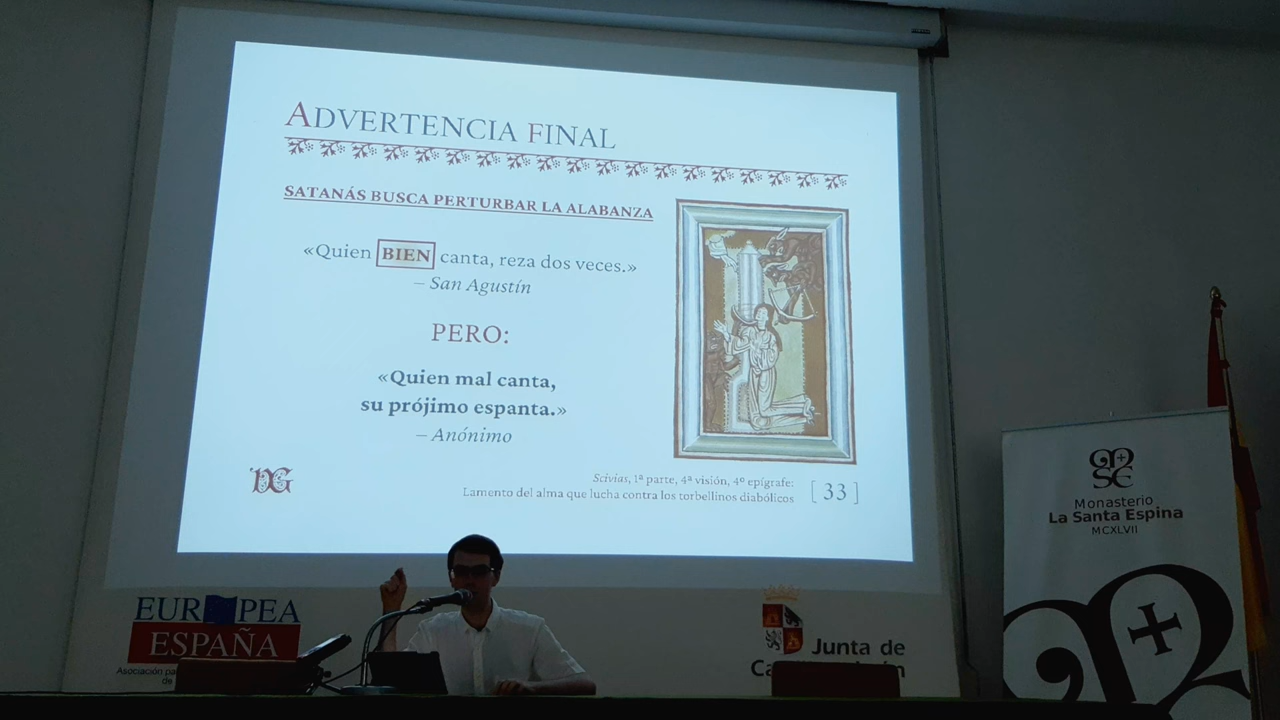 ADVERTENCIA FINAL
SATANÁS BUSCA PERTURBAR LA ALABANZA
«Quien BIEN canta, reza dos veces.»
– San Agustín
PERO:
«Quien mal canta,
su prójimo espanta.»
– Anónimo
Scivias, 1ª parte, 4ª visión, 4º epígrafe:
Lamento del alma que lucha contra los torbellinos diabólicos
[ 33 ]
EUROPEA
ESPAÑA
Asociación
de
Junta de
Monasterio
La Santa Espina
MCXLVII